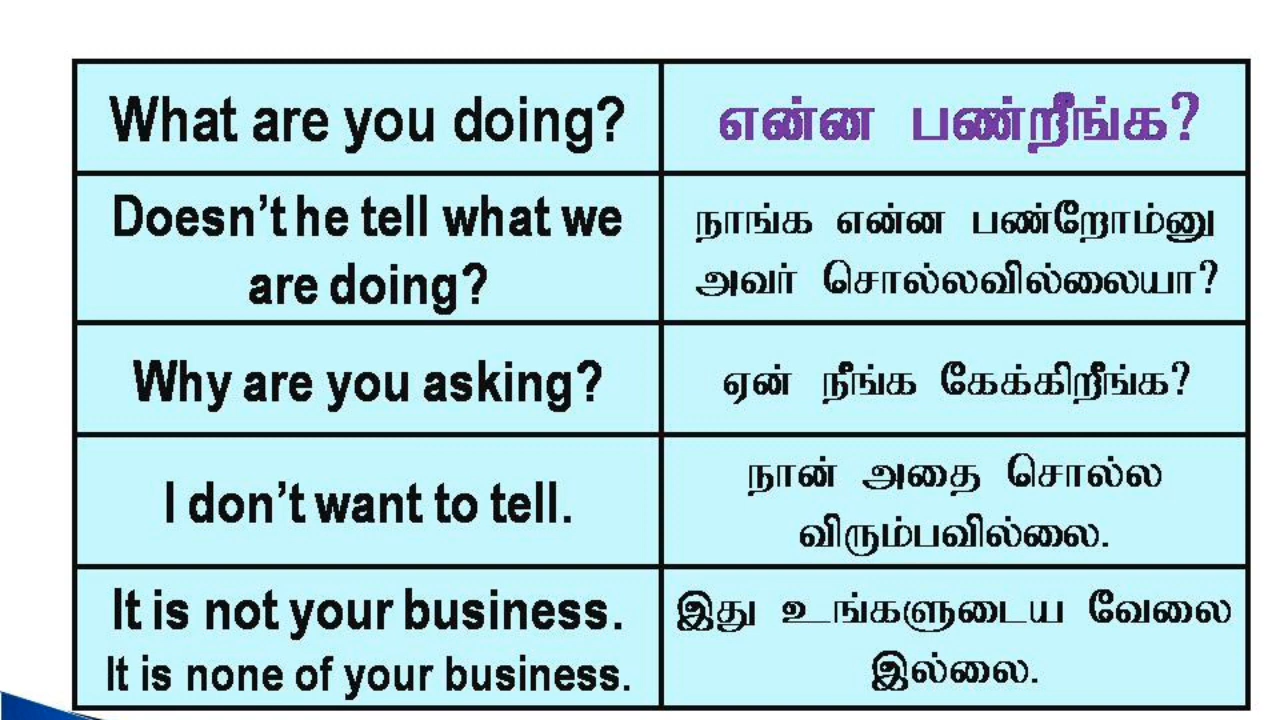 What are you doing?
என்ன பண்றீங்க?
Doesn't he tell what we
are doing?
நாங்க என்ன பண்றோம்னு
அவர் சொல்லவில்லையா?
Why are you asking?
ஏன் நீங்க கேக்கிறீங்க?
I don't want to tell.
நான் அதை சொல்ல
விரும்பவில்லை.
It is not your business.
It is none of your business.
இது உங்களுடைய வேலை
இல்லை.